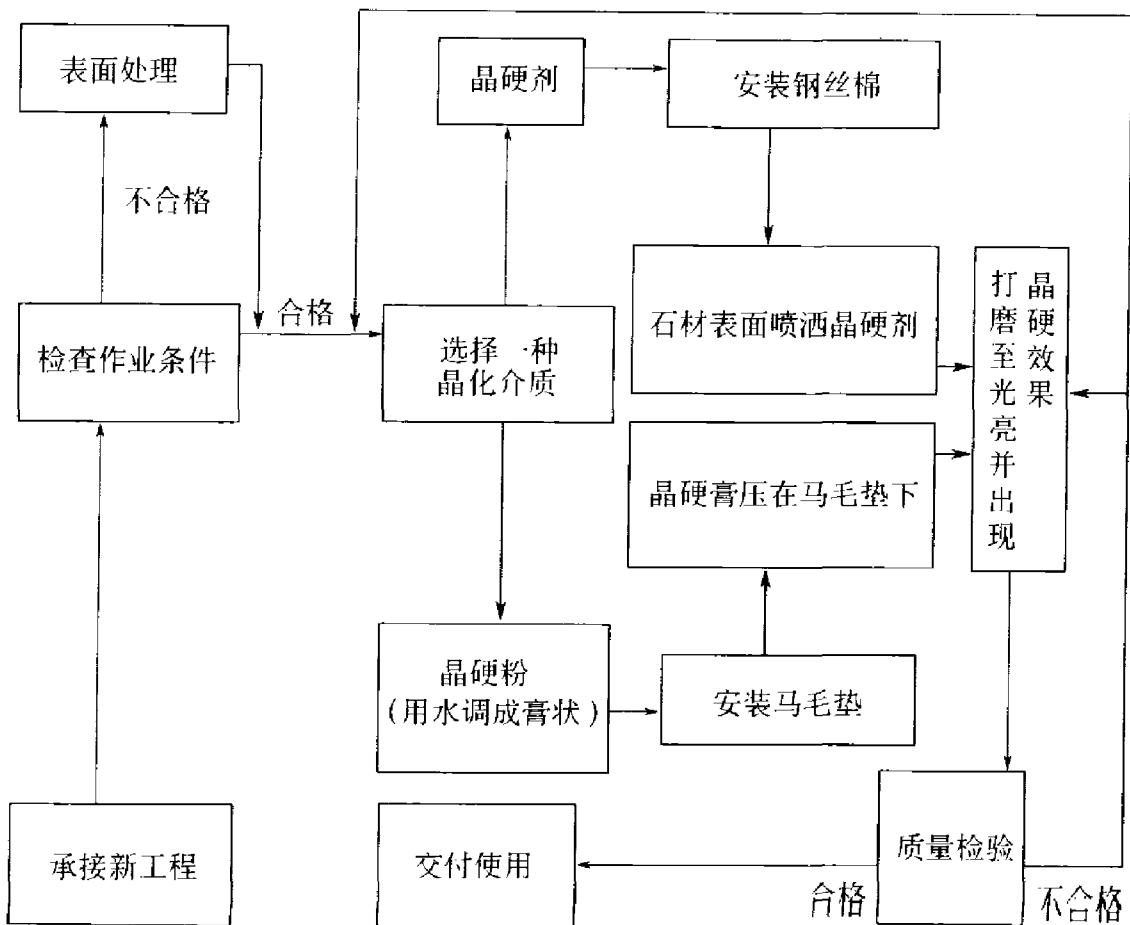 表面处理
晶硬剂
安装钢丝棉
不合格
合格
检查作业条件
选择一种
晶化介质
石材表面喷洒晶硬剂
晶硬效果
打磨至光亮并出现
晶硬膏压在马毛垫下
晶硬粉
(用水调成膏状)
安装马毛垫
承接新工程
交付使用
质量检验
合格
不合格